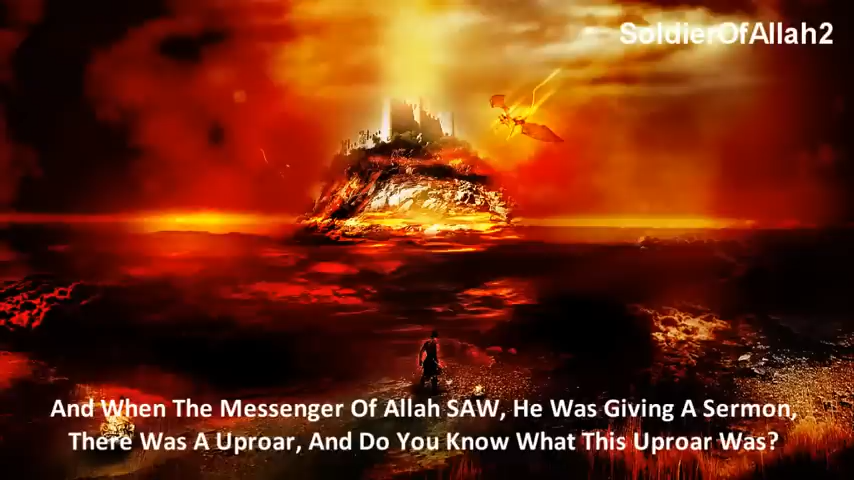 SoldierOfAllah2
And When The Messenger Of Allah SAW, He Was Giving A Sermon,
There Was A Uproar, And Do You Know What This Uproar Was?